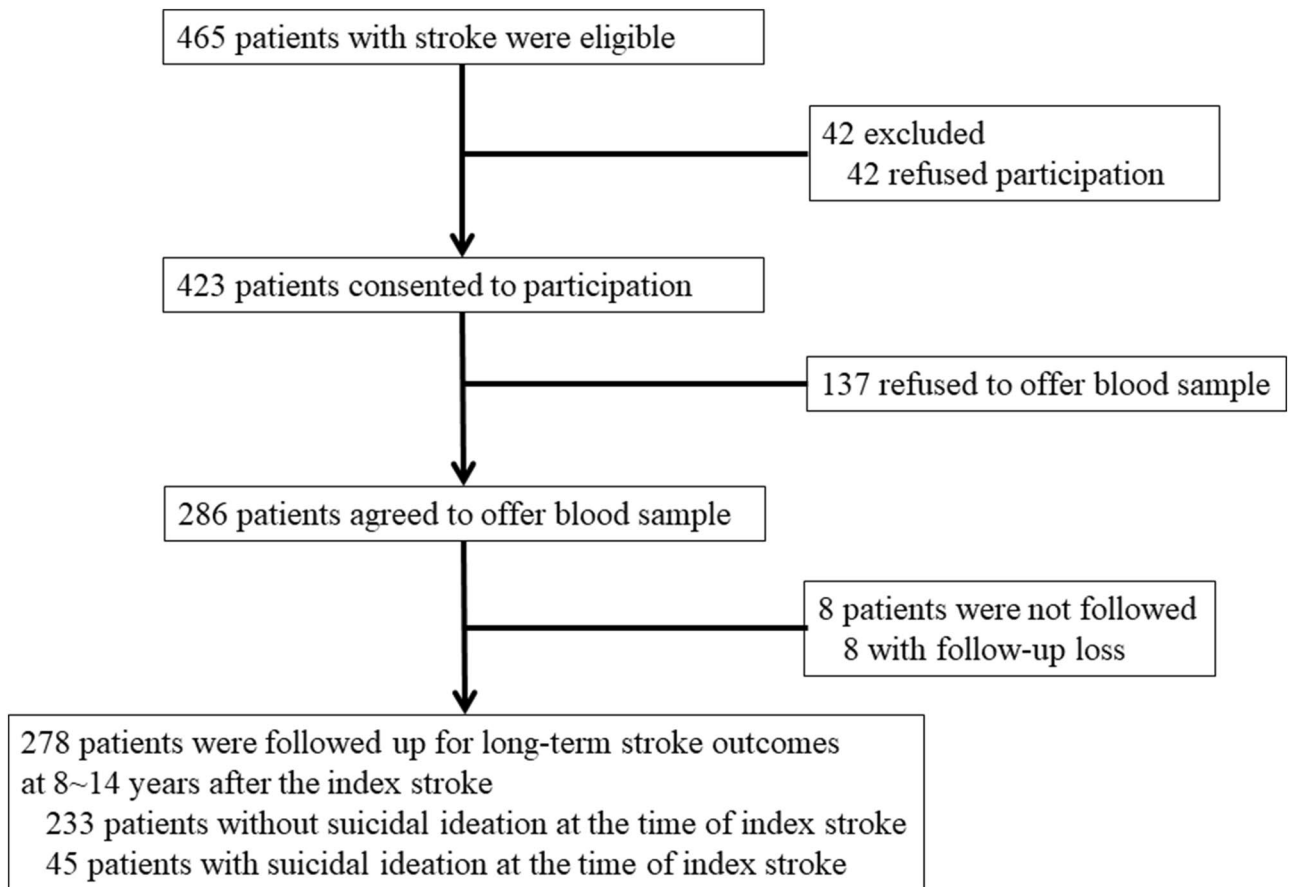 465 patients with stroke were eligible
42 excluded
42 refused participation
423 patients consented to participation
137 refused to offer blood sample
286 patients agreed to offer blood sample
8 patients were not followed
8 with follow-up loss
278 patients were followed up for long-term stroke outcomes
at 8~14 years after the index stroke
233 patients without suicidal ideation at the time of index stroke
45 patients with suicidal ideation at the time of index stroke